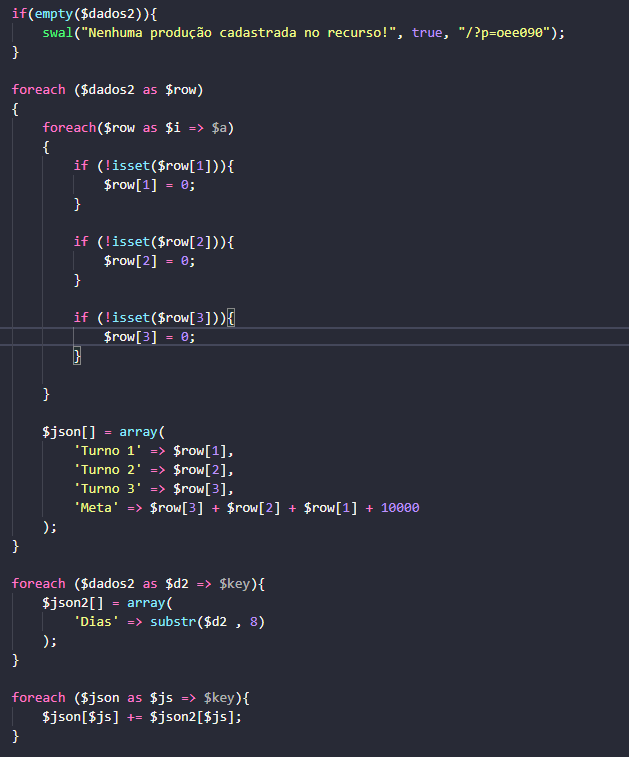 if(empty($dados2)){
    swal("Nenhuma produção cadastrada no recurso!", true, "/?p=oee090");
}

foreach ($dados2 as $row)
{
    foreach($row as $i => $a)
    {
        if (!isset($row[1])){
            $row[1] = 0;
        }

        if (!isset($row[2])){
            $row[2] = 0;
        }

        if (!isset($row[3])){
            $row[3] = 0;
        }

    }

    $json[] = array(
        'Turno 1' => $row[1],
        'Turno 2' => $row[2],
        'Turno 3' => $row[3],
        'Meta' => $row[3] + $row[2] + $row[1] + 10000
    );
}

foreach ($dados2 as $d2 => $key){
    $json2[] = array(
        'Dias' => substr($d2 , 8)
    );
}

foreach ($json as $js => $key){
    $json[$js] += $json2[$js];
}